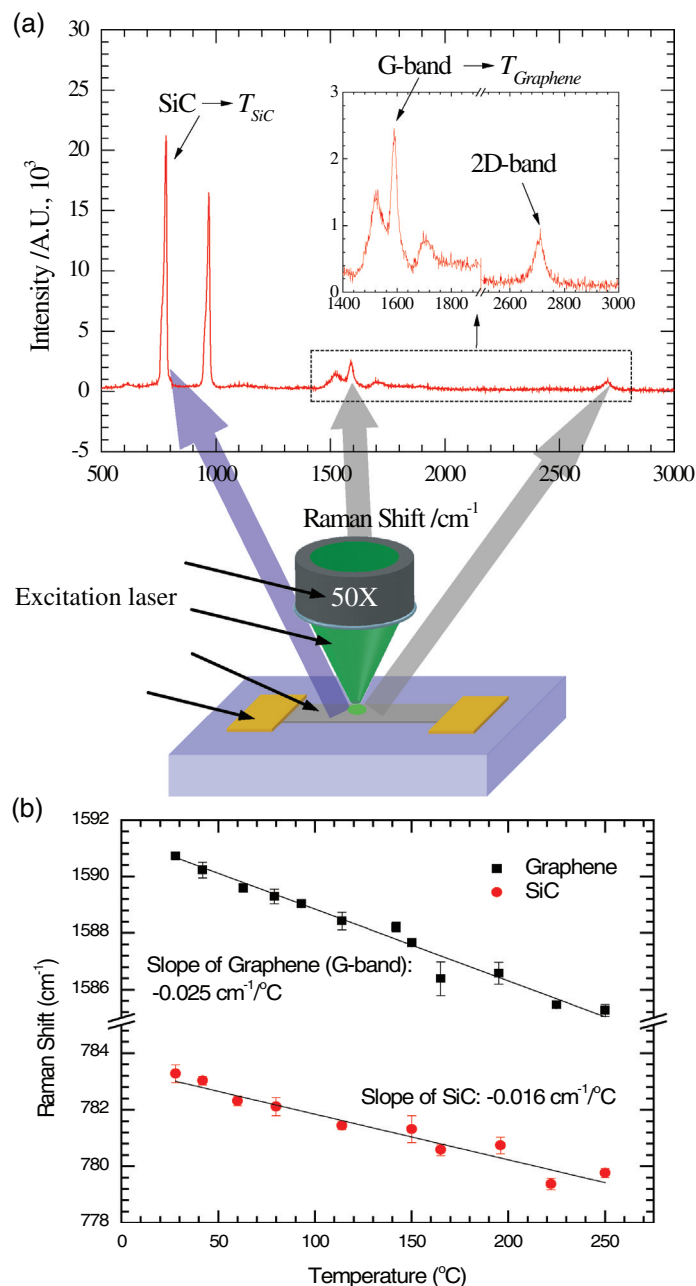 (a)
30
25
20
15
10
5
0
-5
Intensity /A.U., 10³
500 1000 1500 2000 2500 3000
Raman Shift /cm⁻¹
SiC → T_SiC
G-band → T_Graphene
2D-band
3
2
1
0
1400 1600 1800 2600 2800 3000
50X
Excitation laser
(b)
1592
1590
1588
1586
784
782
780
778
Raman Shift (cm⁻¹)
Graphene
SiC
Slope of Graphene (G-band):
-0.025 cm⁻¹/°C
Slope of SiC: -0.016 cm⁻¹/°C
0 50 100 150 200 250
Temperature (°C)